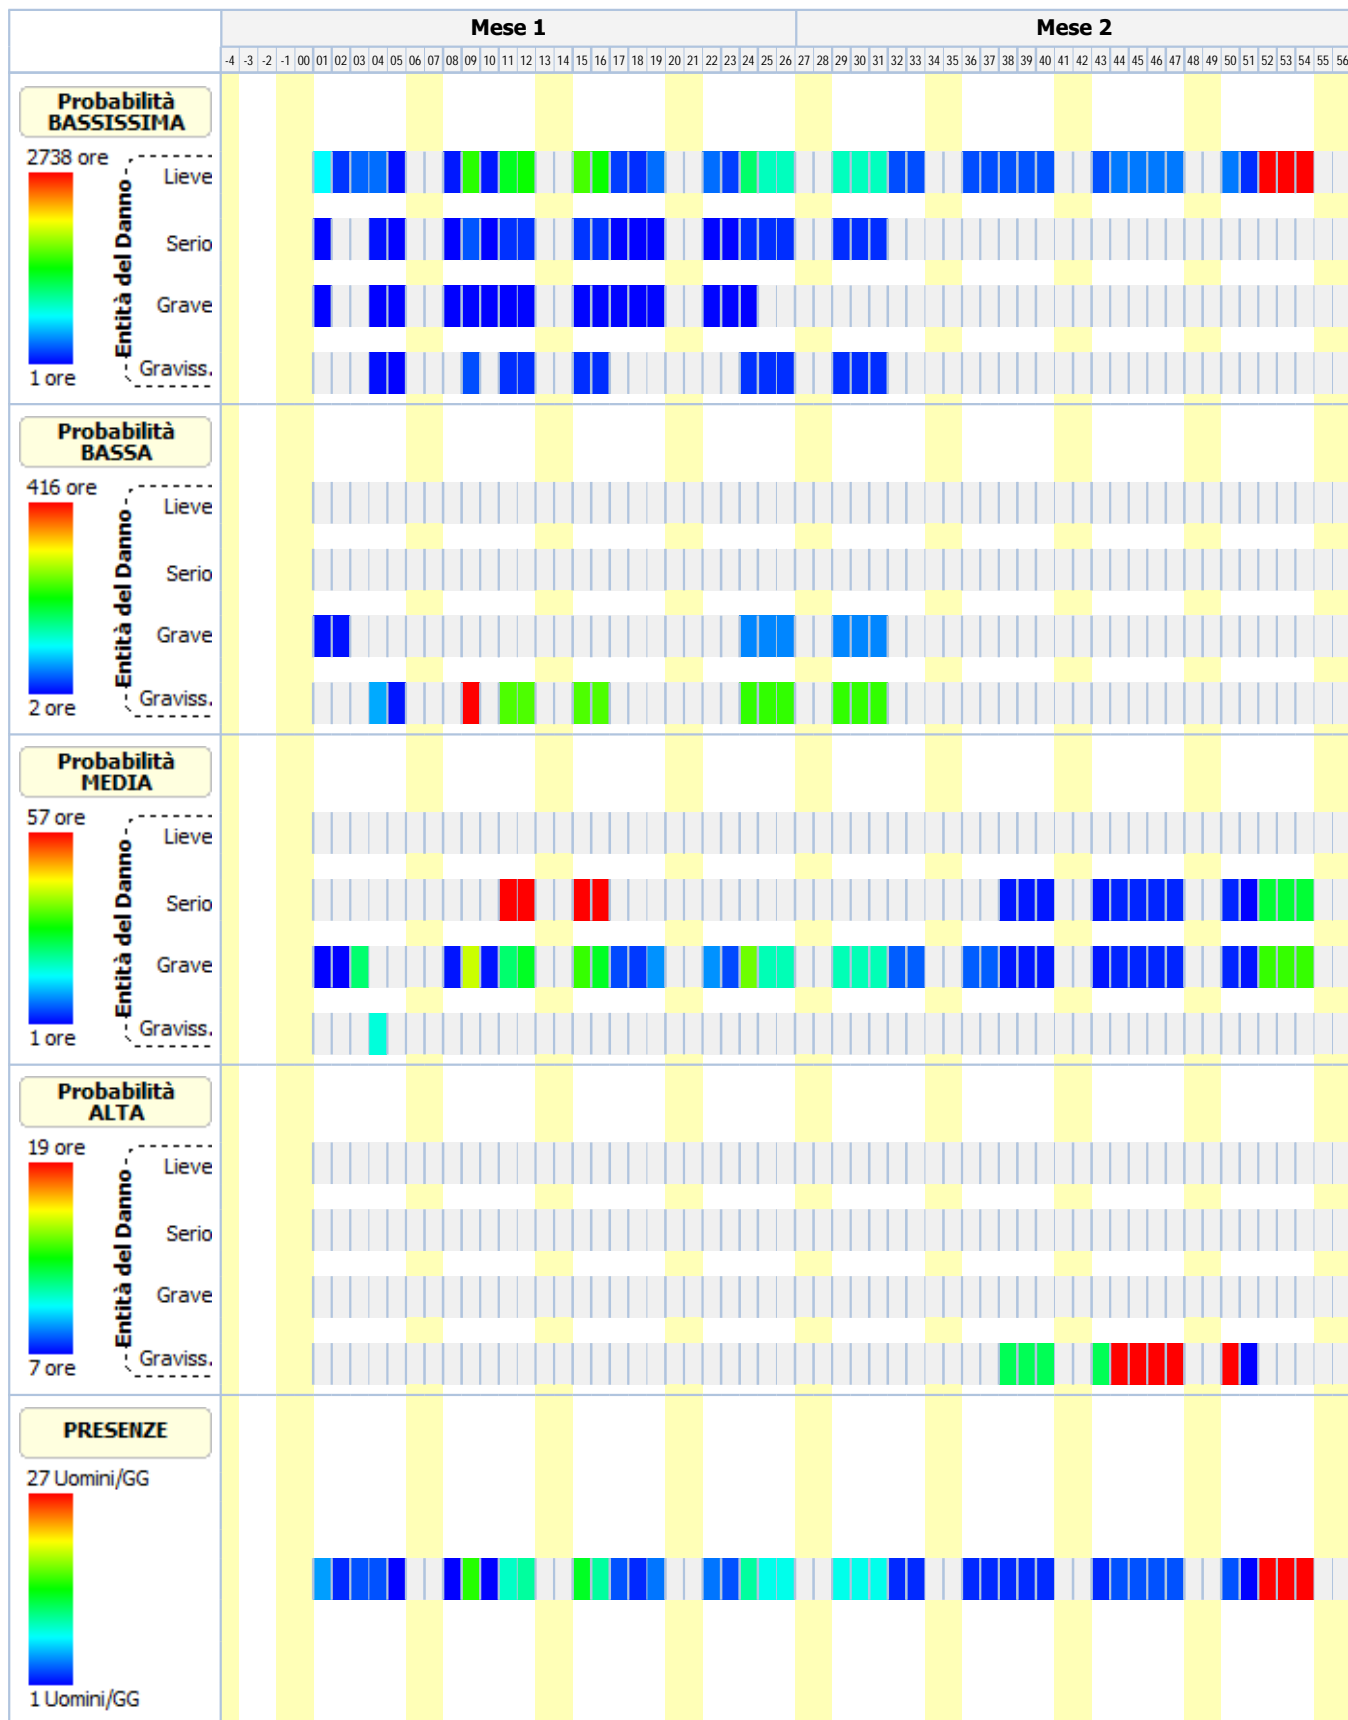 Mese 1 Mese 2
-4 -3 -2 -1 00 01 02 03 04 05 06 07 08 09 10 11 12 13 14 15 16 17 18 19 20 21 22 23 24 25 26 27 28 29 30 31 32 33 34 35 36 37 38 39 40 41 42 43 44 45 46 47 48 49 50 51 52 53 54 55 56
Probabilità
BASSISSIMA
2738 ore
1 ore
Entità del Danno
Lieve
Serio
Grave
Graviss.
Probabilità
BASSA
416 ore
2 ore
Entità del Danno
Lieve
Serio
Grave
Graviss.
Probabilità
MEDIA
57 ore
1 ore
Entità del Danno
Lieve
Serio
Grave
Graviss.
Probabilità
ALTA
19 ore
7 ore
Entità del Danno
Lieve
Serio
Grave
Graviss.
PRESENZE
27 Uomini/GG
1 Uomini/GG